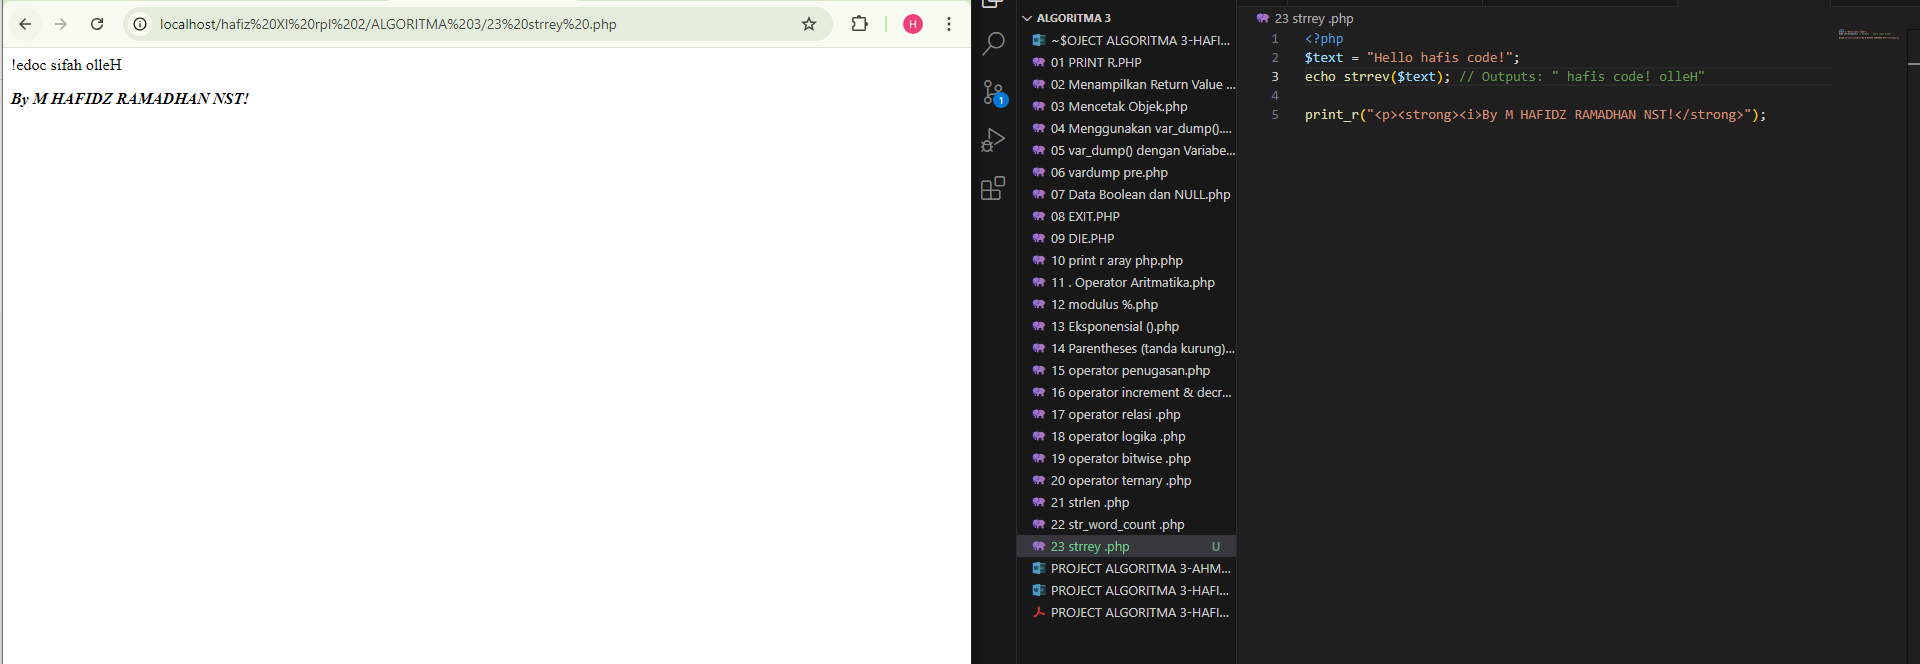 localhost/hafiz%20XI%20rpl%202/ALGORITMA%203/23%20strrey%20.php
H
!edoc sifah olleH
By M HAFIDZ RAMADHAN NST!
1
ALGORITMA 3
~$OJECT ALGORITMA 3-HAFI...
01 PRINT R.PHP
02 Menampilkan Return Value ...
03 Mencetak Objek.php
04 Menggunakan var_dump()....
05 var_dump() dengan Variabe...
06 vardump pre.php
07 Data Boolean dan NULL.php
08 EXIT.PHP
09 DIE.PHP
10 print r aray php.php
11 . Operator Aritmatika.php
12 modulus %.php
13 Eksponensial ().php
14 Parentheses (tanda kurung)...
15 operator penugasan.php
16 operator increment & decr...
17 operator relasi .php
18 operator logika .php
19 operator bitwise .php
20 operator ternary .php
21 strlen .php
22 str_word_count .php
23 strrey .php U
PROJECT ALGORITMA 3-AHM...
PROJECT ALGORITMA 3-HAFI...
PROJECT ALGORITMA 3-HAFI...
23 strrey .php
1 <?php
2 $text = "Hello hafis code!";
3 echo strrev($text); // Outputs: " hafis code! olleH"
4
5 print_r("<p><strong><i>By M HAFIDZ RAMADHAN NST!</strong>");